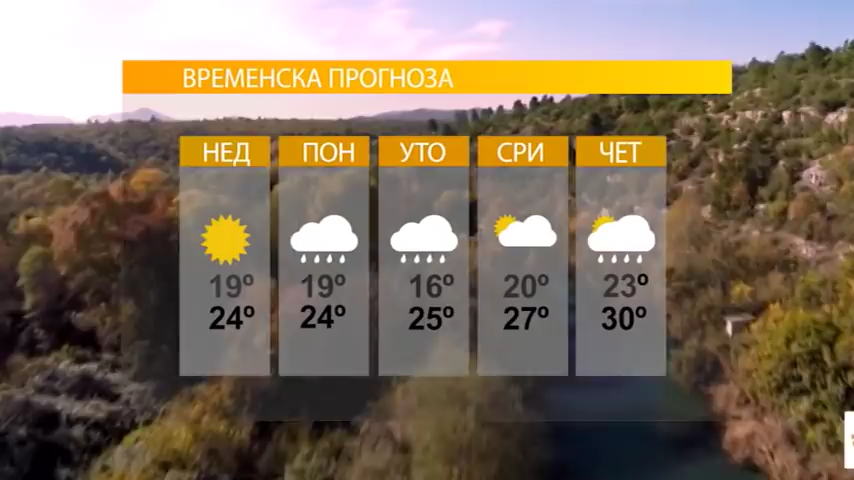 ВРЕМЕНСКА ПРОГНОЗА
НЕД ПОН УТО СРИ ЧЕТ
19º 19º 16º 20º 23º
24º 24º 25º 27º 30º